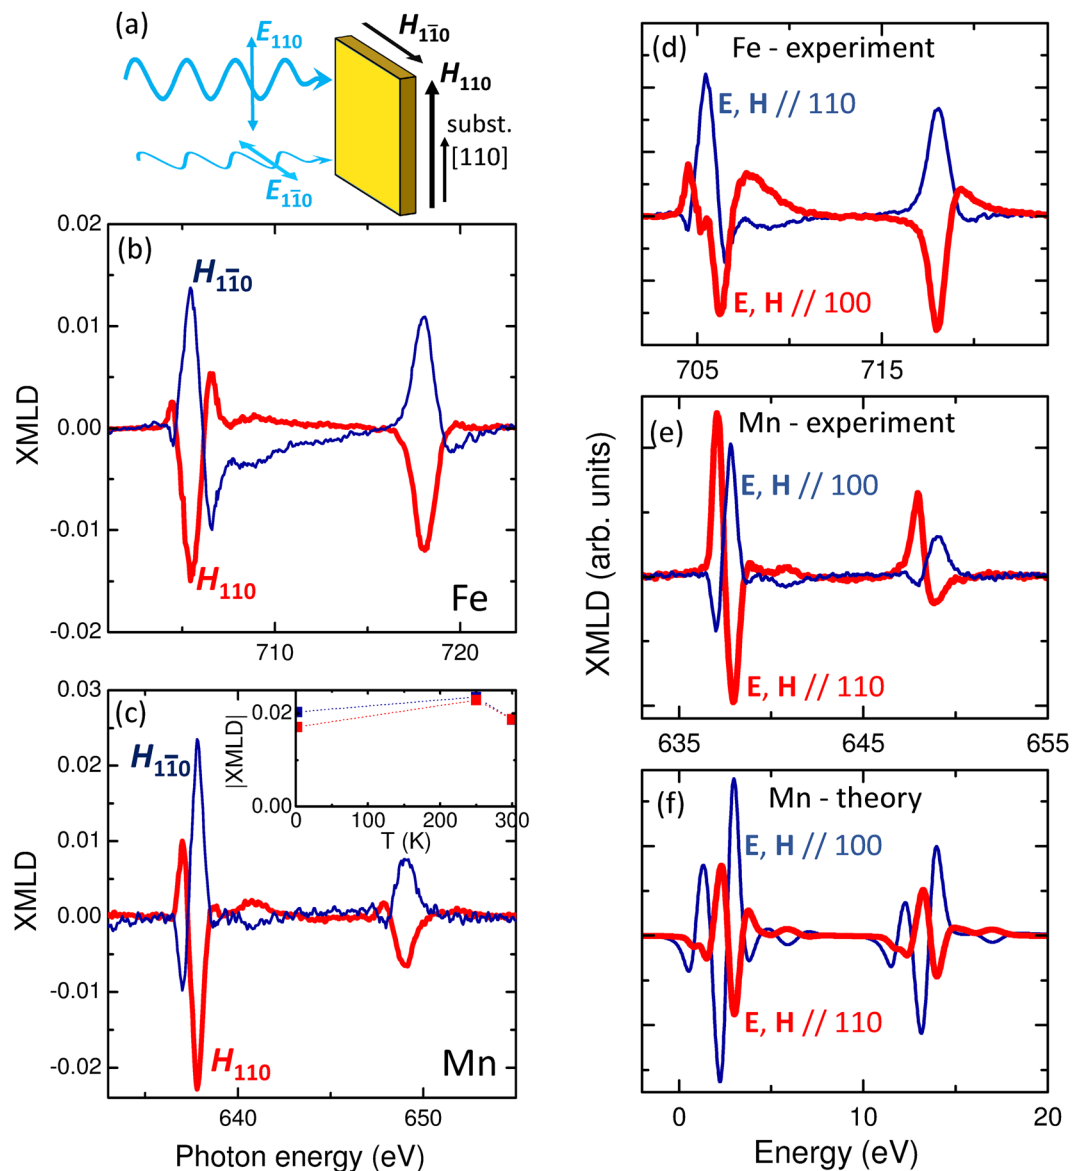 (a)
E110
H11̅0
H110
subst.
[110]
E11̅0
(b)
0.02
0.01
0.00
-0.01
-0.02
XMLD
H11̅0
H110
Fe
710
720
(c)
0.03
0.02
0.01
0.00
-0.01
-0.02
XMLD
H11̅0
H110
Mn
|XMLD|
0.02
0.00
0
100
200
300
T (K)
640
650
Photon energy (eV)
(d)
Fe - experiment
E, H // 110
E, H // 100
705
715
XMLD (arb. units)
(e)
Mn - experiment
E, H // 100
E, H // 110
635
645
655
(f)
Mn - theory
E, H // 100
E, H // 110
0
10
20
Energy (eV)